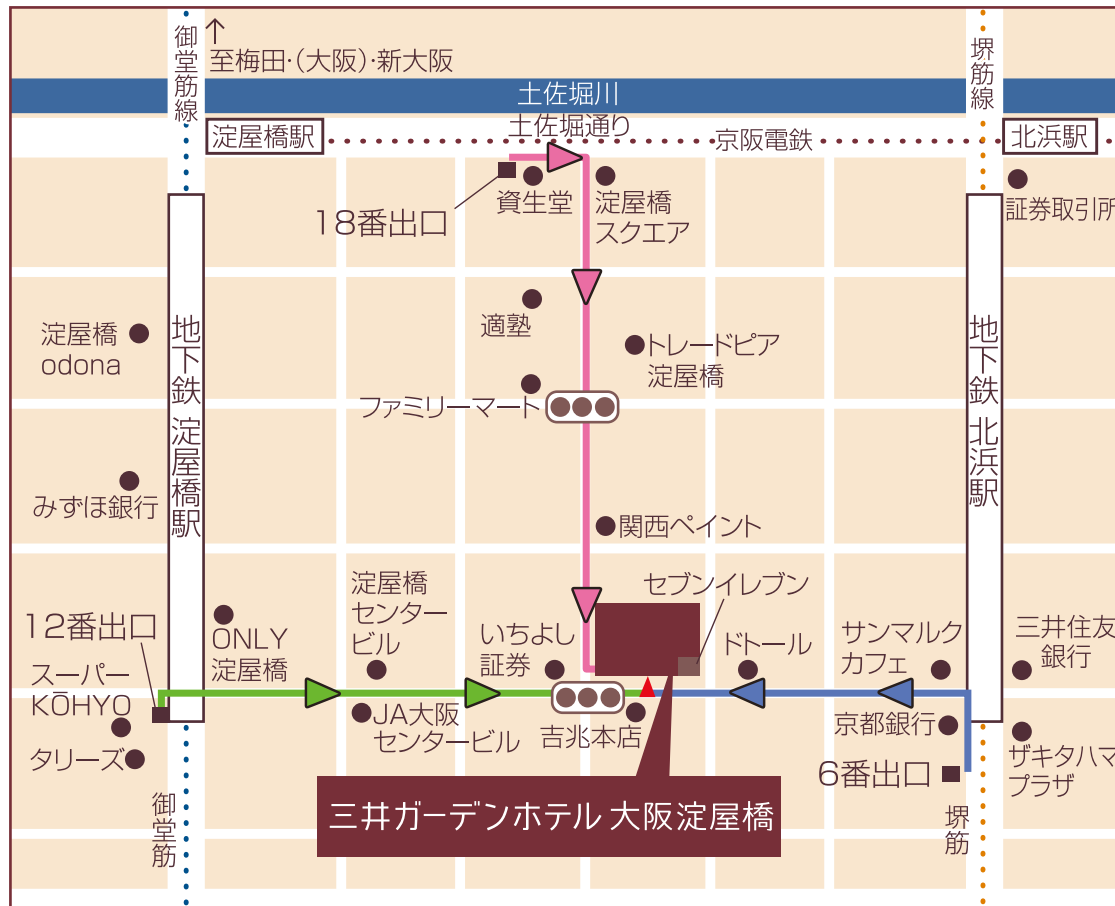 御堂筋線
↑
至梅田・(大阪)・新大阪
堺筋線
土佐堀川
土佐堀通り
淀屋橋駅
京阪電鉄
北浜駅
18番出口
資生堂
淀屋橋
スクエア
証券取引所
淀屋橋
odona
地下鉄 淀屋橋駅
適塾
トレードピア
淀屋橋
地下鉄 北浜駅
ファミリーマート
みずほ銀行
関西ペイント
12番出口
ONLY
淀屋橋
淀屋橋
センター
ビル
いちよし
証券
セブンイレブン
ドトール
サンマルク
カフェ
三井住友
銀行
スーパー
KŌHYO
タリーズ
JA大阪
センタービル
吉兆本店
京都銀行
6番出口
ザキタハマ
プラザ
三井ガーデンホテル 大阪淀屋橋
御堂筋
堺筋